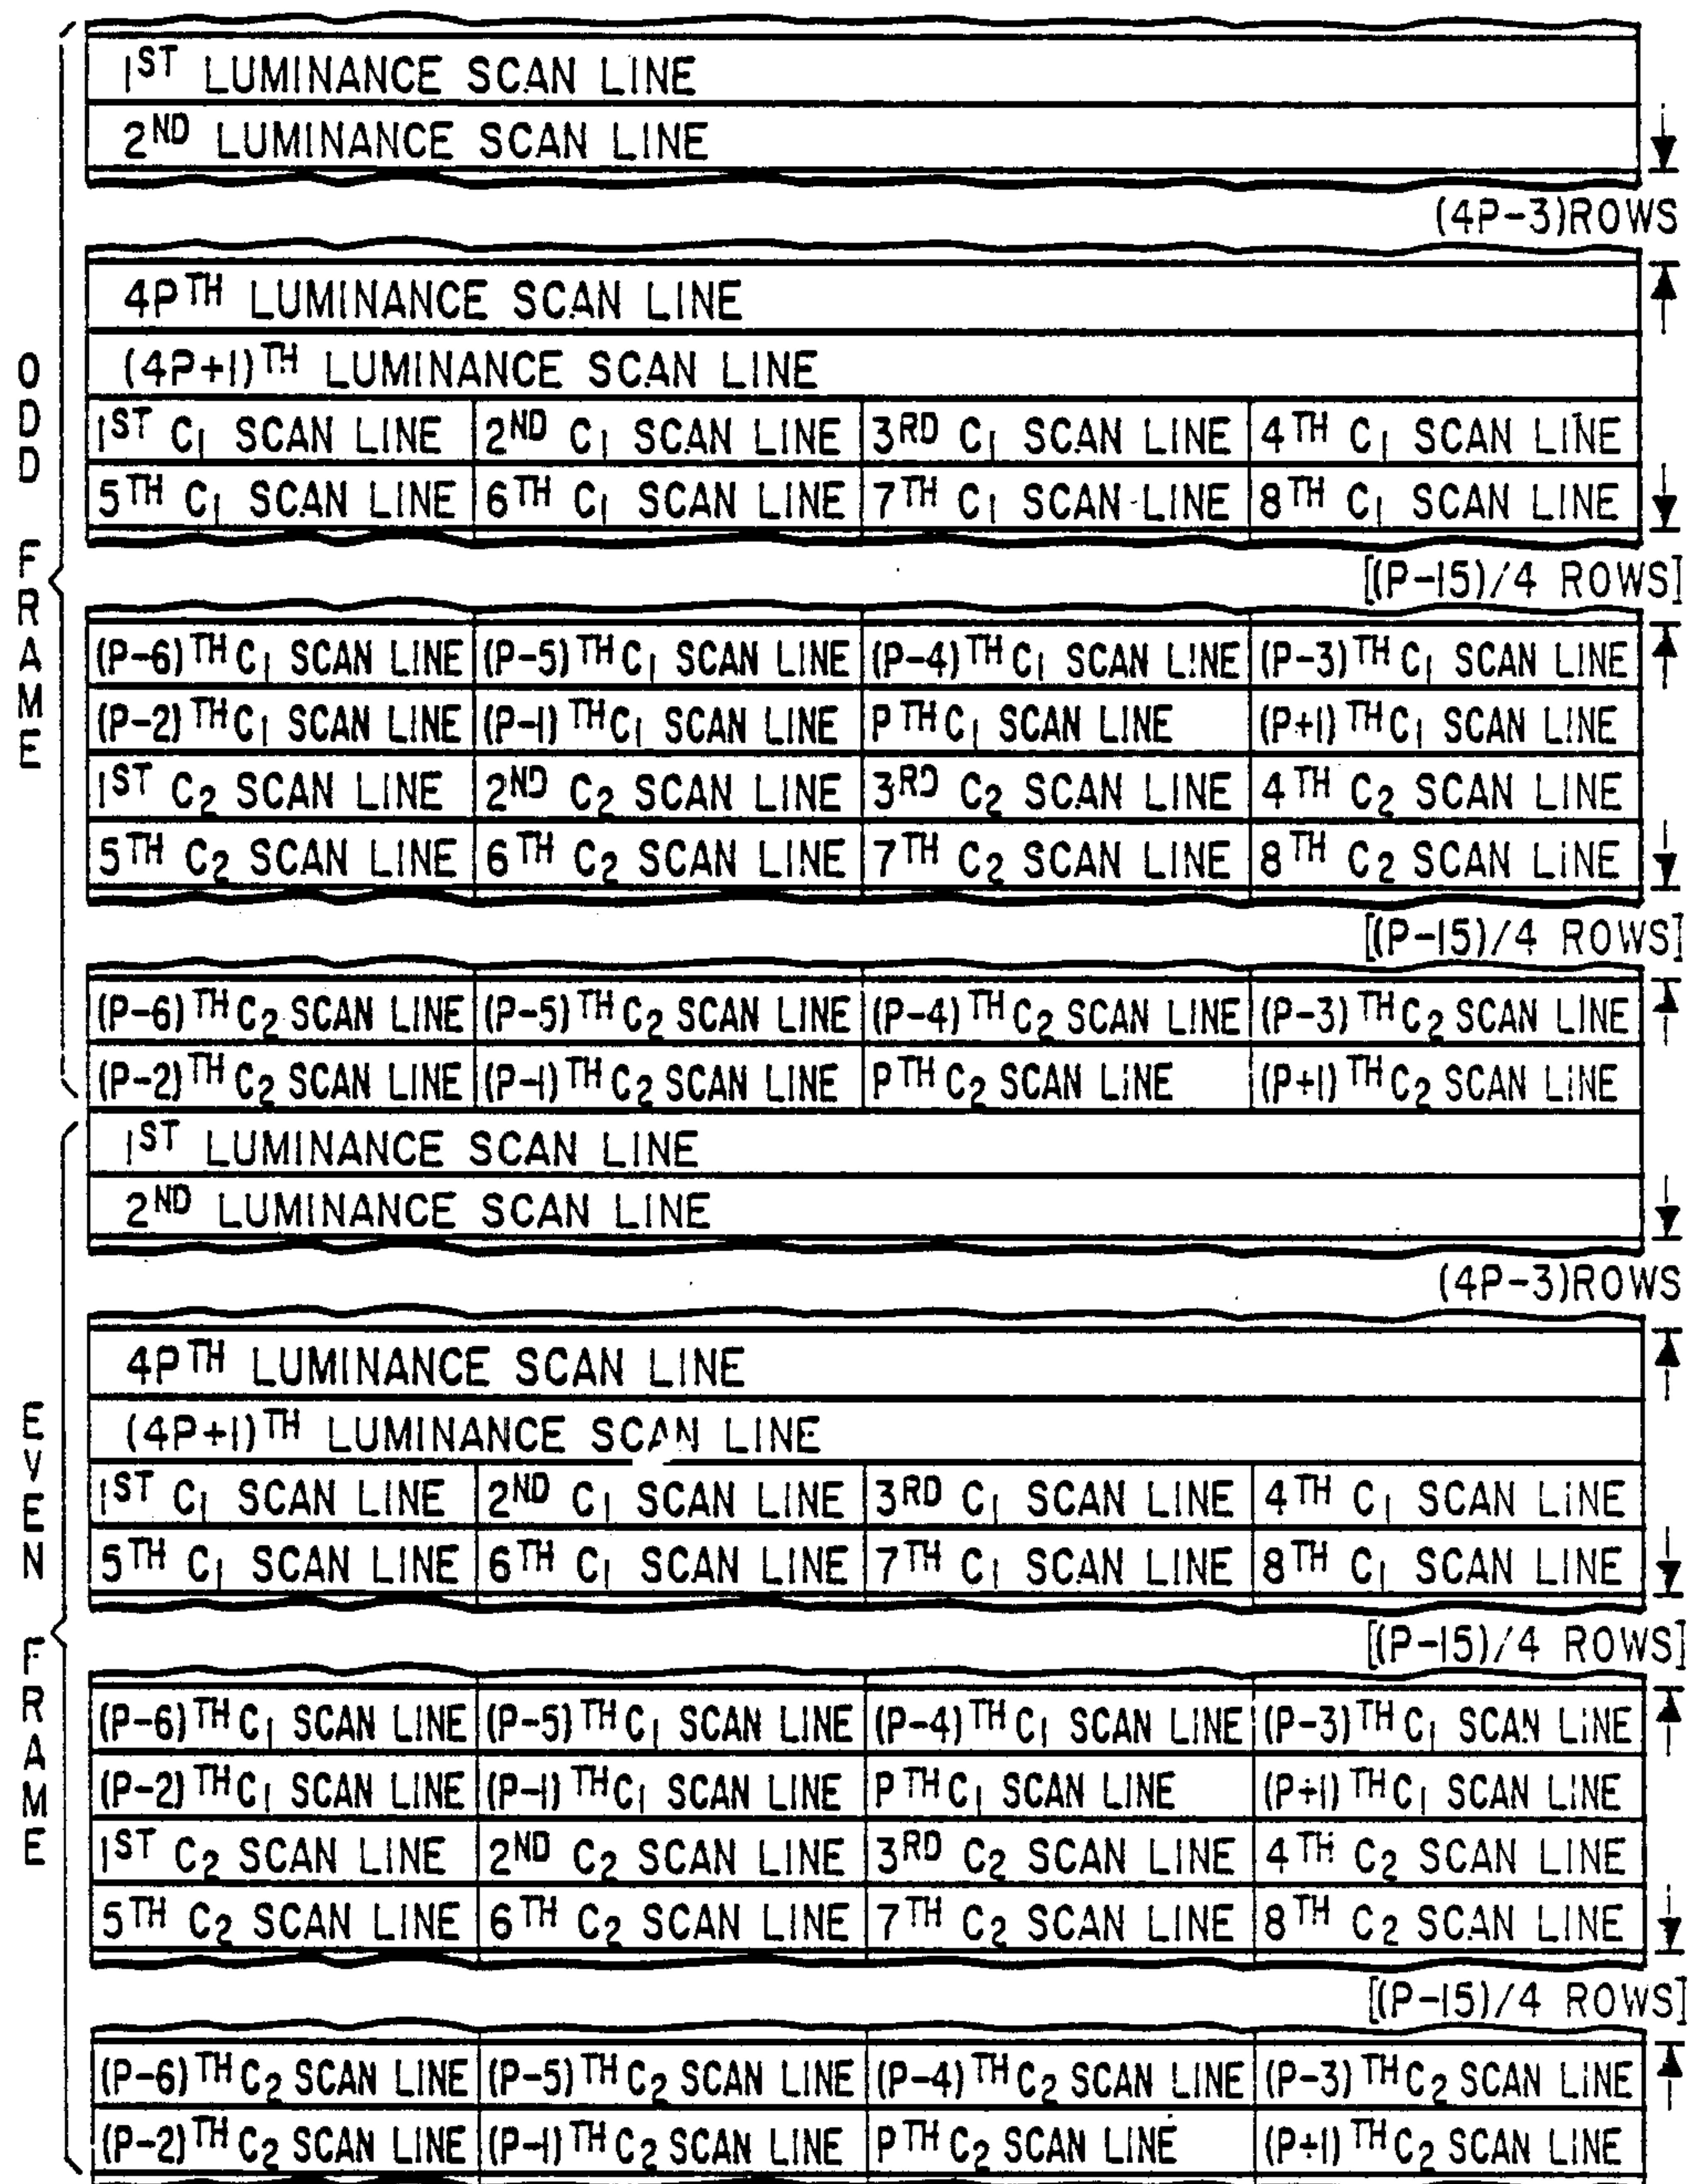 ODD FRAME
1ST LUMINANCE SCAN LINE
2ND LUMINANCE SCAN LINE
(4P-3)ROWS
4PTH LUMINANCE SCAN LINE
(4P+1)TH LUMINANCE SCAN LINE
1ST C1 SCAN LINE 2ND C1 SCAN LINE 3RD C1 SCAN LINE 4TH C1 SCAN LINE
5TH C1 SCAN LINE 6TH C1 SCAN LINE 7TH C1 SCAN LINE 8TH C1 SCAN LINE
[(P-15)/4 ROWS]
(P-6)TH C1 SCAN LINE (P-5)TH C1 SCAN LINE (P-4)TH C1 SCAN LINE (P-3)TH C1 SCAN LINE
(P-2)TH C1 SCAN LINE (P-1)TH C1 SCAN LINE PTH C1 SCAN LINE (P+1)TH C1 SCAN LINE
1ST C2 SCAN LINE 2ND C2 SCAN LINE 3RD C2 SCAN LINE 4TH C2 SCAN LINE
5TH C2 SCAN LINE 6TH C2 SCAN LINE 7TH C2 SCAN LINE 8TH C2 SCAN LINE
[(P-15)/4 ROWS]
(P-6)TH C2 SCAN LINE (P-5)TH C2 SCAN LINE (P-4)TH C2 SCAN LINE (P-3)TH C2 SCAN LINE
(P-2)TH C2 SCAN LINE (P-1)TH C2 SCAN LINE PTH C2 SCAN LINE (P+1)TH C2 SCAN LINE
EVEN FRAME
1ST LUMINANCE SCAN LINE
2ND LUMINANCE SCAN LINE
(4P-3)ROWS
4PTH LUMINANCE SCAN LINE
(4P+1)TH LUMINANCE SCAN LINE
1ST C1 SCAN LINE 2ND C1 SCAN LINE 3RD C1 SCAN LINE 4TH C1 SCAN LINE
5TH C1 SCAN LINE 6TH C1 SCAN LINE 7TH C1 SCAN LINE 8TH C1 SCAN LINE
[(P-15)/4 ROWS]
(P-6)TH C1 SCAN LINE (P-5)TH C1 SCAN LINE (P-4)TH C1 SCAN LINE (P-3)TH C1 SCAN LINE
(P-2)TH C1 SCAN LINE (P-1)TH C1 SCAN LINE PTH C1 SCAN LINE (P+1)TH C1 SCAN LINE
1ST C2 SCAN LINE 2ND C2 SCAN LINE 3RD C2 SCAN LINE 4TH C2 SCAN LINE
5TH C2 SCAN LINE 6TH C2 SCAN LINE 7TH C2 SCAN LINE 8TH C2 SCAN LINE
[(P-15)/4 ROWS]
(P-6)TH C2 SCAN LINE (P-5)TH C2 SCAN LINE (P-4)TH C2 SCAN LINE (P-3)TH C2 SCAN LINE
(P-2)TH C2 SCAN LINE (P-1)TH C2 SCAN LINE PTH C2 SCAN LINE (P+1)TH C2 SCAN LINE